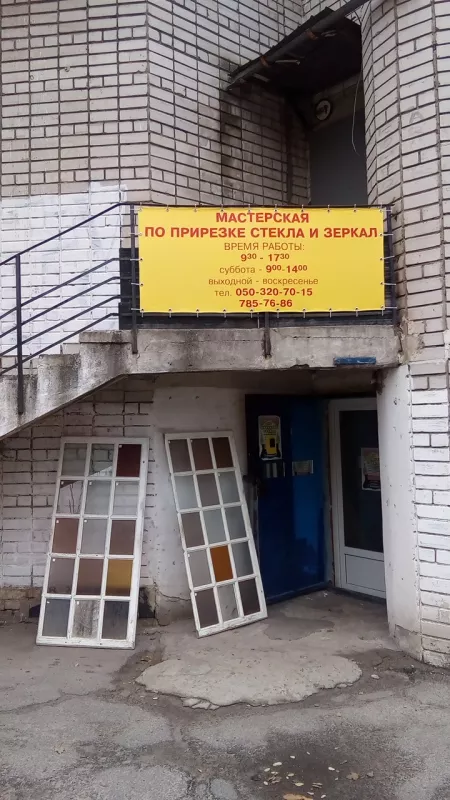 МАСТЕРСКАЯ
ПО ПРИРЕЗКЕ СТЕКЛА И ЗЕРКАЛ
ВРЕМЯ РАБОТЫ:
9³⁰ - 17³⁰
суббота - 9⁰⁰-14⁰⁰
выходной - воскресенье
тел. 050-320-70-15
785-76-86